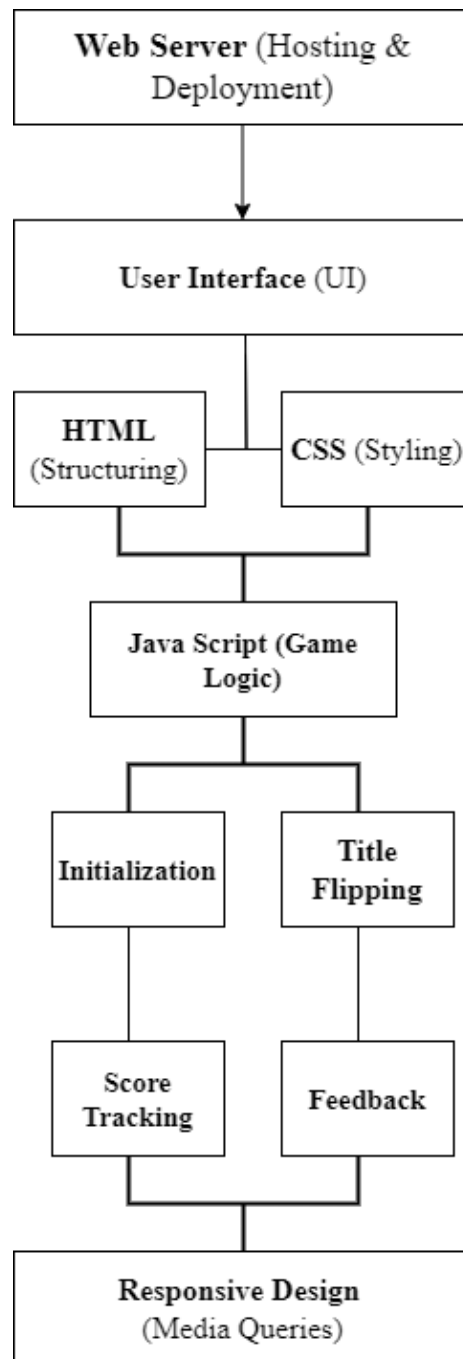 Web Server (Hosting &
Deployment)
User Interface (UI)
HTML
(Structuring)
CSS (Styling)
Java Script (Game
Logic)
Initialization
Title
Flipping
Score
Tracking
Feedback
Responsive Design
(Media Queries)